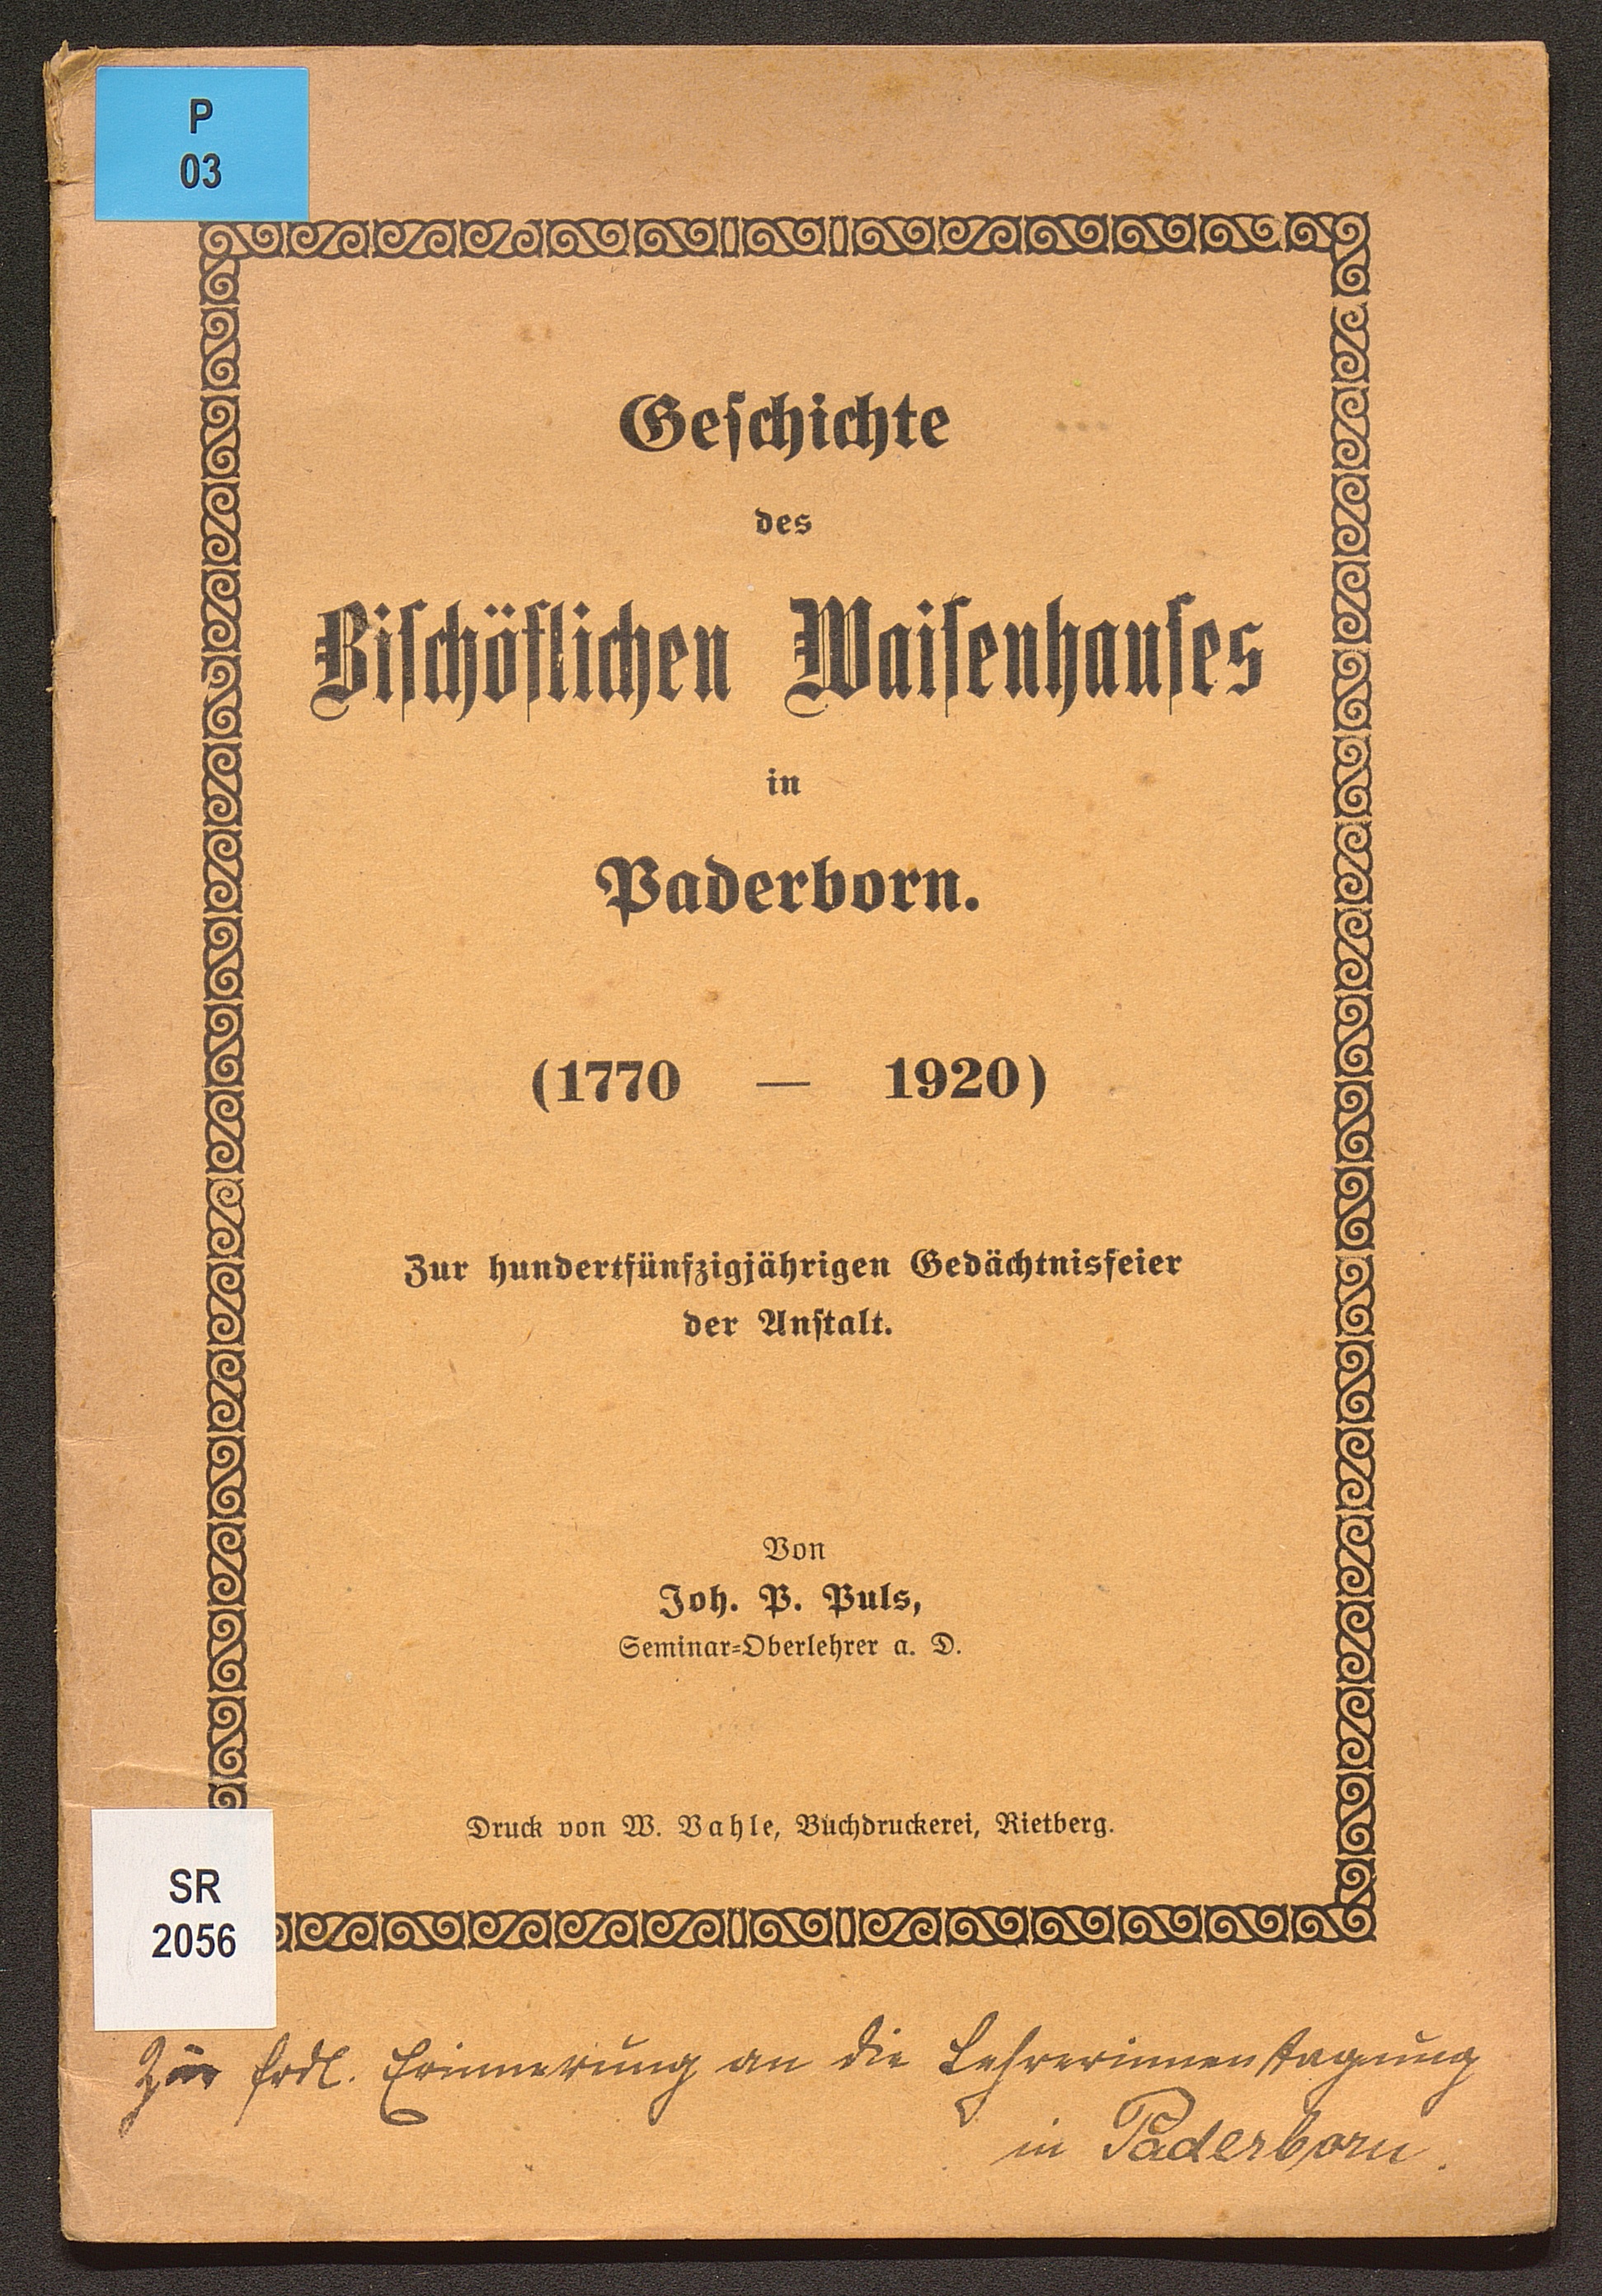 P
03
Geschichte
des
Bischöflichen Waisenhauses
in
Paderborn.
(1770 — 1920)
Zur hundertfünfzigjährigen Gedächtnisfeier
der Anstalt.
Von
Joh. P. Puls,
Seminar-Oberlehrer a. D.
Druck von W. Vahle, Buchdruckerei, Rietberg.
SR
2056
Zur frdl. Erinnerung an die Lehrerinnentagung
in Paderborn.